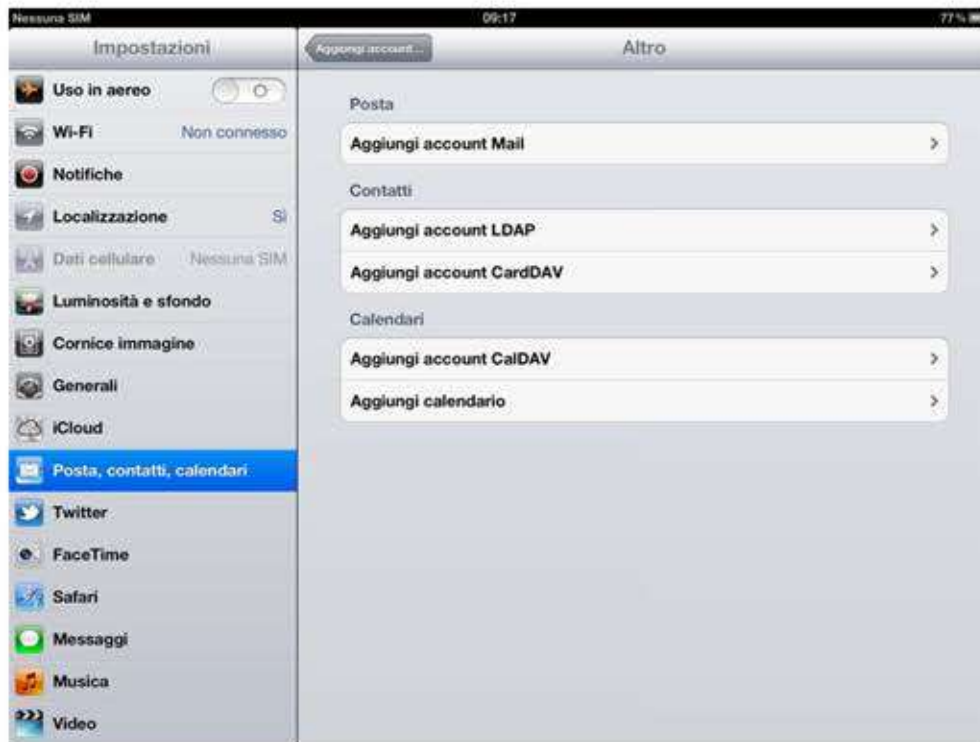 Nessuna SIM
09:17
77 %
Impostazioni
Uso in aereo
Wi-Fi
Non connesso
Notifiche
Localizzazione
Sì
Dati cellulare
Nessuna SIM
Luminosità e sfondo
Cornice immagine
Generali
iCloud
Posta, contatti, calendari
Twitter
FaceTime
Safari
Messaggi
Musica
Video
Aggiungi account...
Altro
Posta
Aggiungi account Mail
Contatti
Aggiungi account LDAP
Aggiungi account CardDAV
Calendari
Aggiungi account CalDAV
Aggiungi calendario